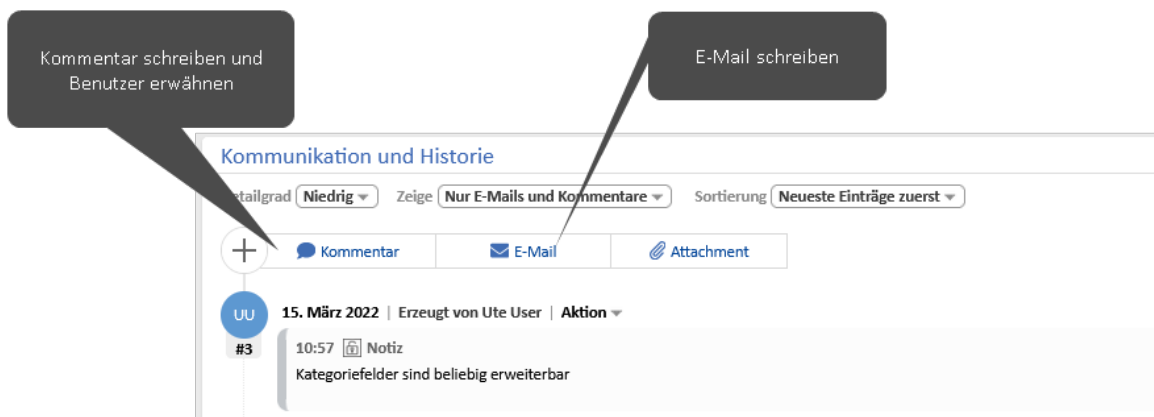 Kommentar schreiben und
Benutzer erwähnen
E-Mail schreiben
Kommunikation und Historie
etailgrad Niedrig Zeige Nur E-Mails und Kommentare Sortierung Neueste Einträge zuerst
Kommentar E-Mail Attachment
UU 15. März 2022 | Erzeugt von Ute User | Aktion
#3 10:57 Notiz
Kategoriefelder sind beliebig erweiterbar